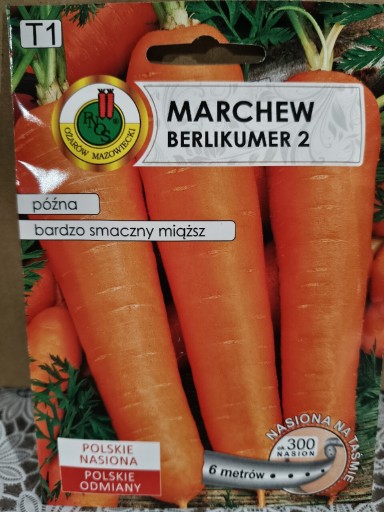 T1
PNOS
OŻARÓW MAZOWIECKI
MARCHEW
BERLIKUMER 2
późna
bardzo smaczny miąższ
POLSKIE
NASIONA
POLSKIE
ODMIANY
NASIONA NA TAŚMIE
ok. 300
NASION
6 metrów